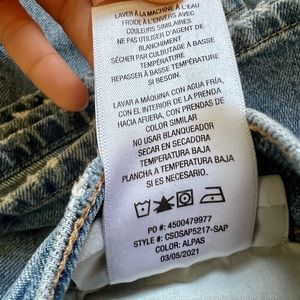 LAVER À LA MACHINE À L'EAU
FROIDE À L'ENVERS AVEC
COULEURS SIMILAIRES
NE PAS UTILISER D'AGENT DE
BLANCHIMENT
SÉCHER PAR CULBUTAGE À BASSE
TEMPÉRATURE
REPASSER À BASSE TEMPÉRATURE
SI BESOIN.
LAVAR A MÁQUINA CON AGUA FRÍA,
CON EL INTERIOR DE LA PRENDA
HACIA AFUERA, CON PRENDAS DE
COLOR SIMILAR
NO USAR BLANQUEADOR
SECAR EN SECADORA
TEMPERATURA BAJA
PLANCHA A TEMPERATURA BAJA
SI ES NECESARIO.
PO #: 4500479977
STYLE #: CSOSAP5217-SAP
COLOR: ALPAS
03/05/2021